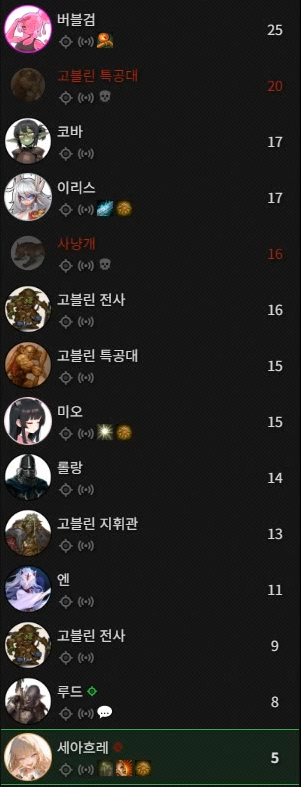 버블검 25
고블린 특공대 20
코바 17
이리스 17
사냥개 16
고블린 전사 16
고블린 특공대 15
미오 15
롤랑 14
고블린 지휘관 13
엔 11
고블린 전사 9
루드 8
세아흐레 5